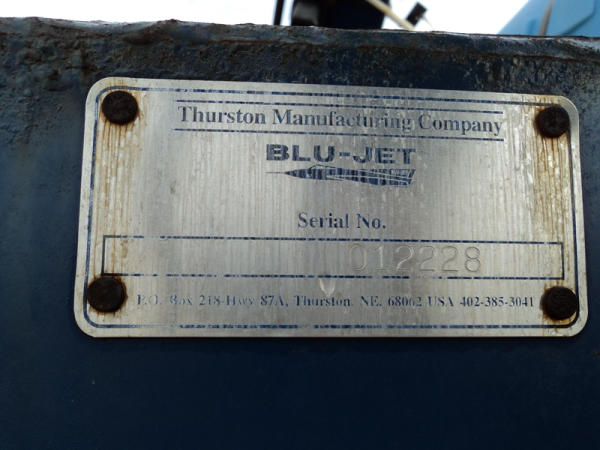 Thurston Manufacturing Company
BLU-JET
Serial No.
012228
P.O. Box 218-Hwy 87A, Thurston, NE. 68062 USA 402-385-3041